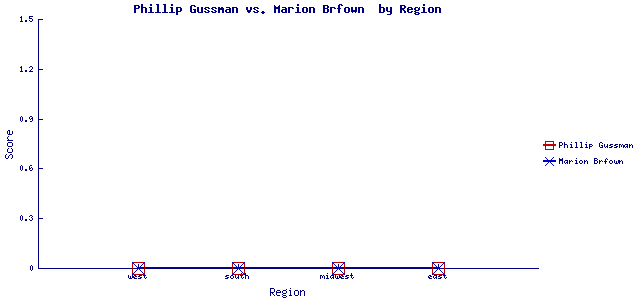 Phillip Gussman vs. Marion Brfown  by Region
1.5
1.2
0.9
0.6
0.3
0
Score
west south midwest east
Region
Phillip Gussman
Marion Brfown